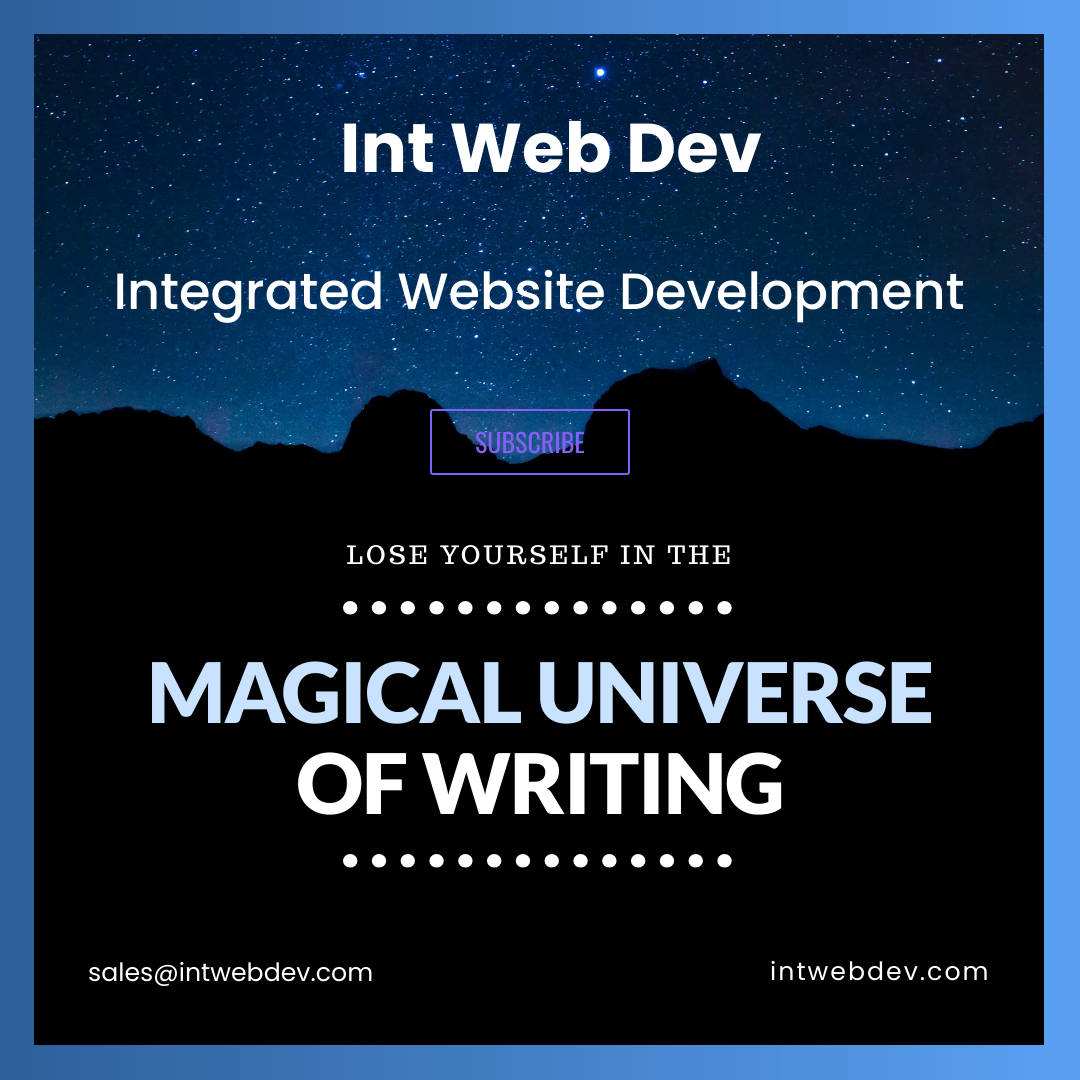 Int Web Dev
Integrated Website Development
SUBSCRIBE
LOSE YOURSELF IN THE
MAGICAL UNIVERSE
OF WRITING
sales@intwebdev.com
intwebdev.com